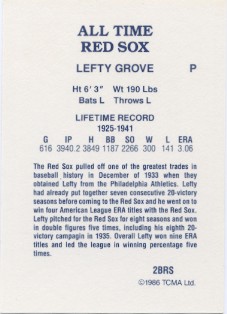 ALL TIME
RED SOX
LEFTY GROVE P
Ht 6' 3" Wt 190 Lbs
Bats L Throws L
LIFETIME RECORD
1925-1941
G IP H BB SO W L ERA
616 3940.2 3849 1187 2266 300 141 3.06
The Red Sox pulled off one of the greatest trades in
baseball history in December of 1933 when they
obtained Lefty from the Philadelphia Athletics. Lefty
had already put together seven consecutive 20-victory
seasons before coming to the Red Sox and he went on to
win four American League ERA titles with the Red Sox.
Lefty pitched for the Red Sox for eight seasons and won
in double figures five times, including his eighth 20-
victory campagin in 1935. Overall Lefty won nine ERA
titles and led the league in winning percentage five
times.
2BRS
©1986 TCMA Ltd.